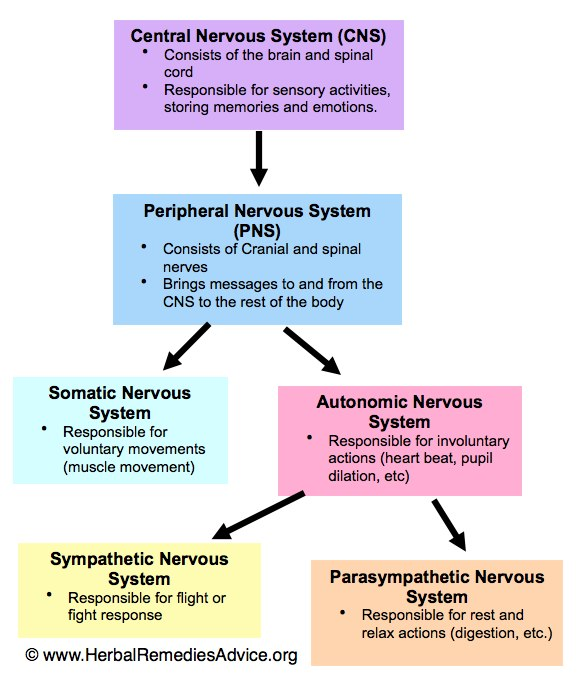 Central Nervous System (CNS)
• Consists of the brain and spinal
cord
• Responsible for sensory activities,
storing memories and emotions.
Peripheral Nervous System
(PNS)
• Consists of Cranial and spinal
nerves
• Brings messages to and from the
CNS to the rest of the body
Somatic Nervous
System
• Responsible for
voluntary movements
(muscle movement)
Autonomic Nervous
System
• Responsible for involuntary
actions (heart beat, pupil
dilation, etc)
Sympathetic Nervous
System
• Responsible for flight or
fight response
Parasympathetic Nervous
System
• Responsible for rest and
relax actions (digestion, etc.)
© www.HerbalRemediesAdvice.org